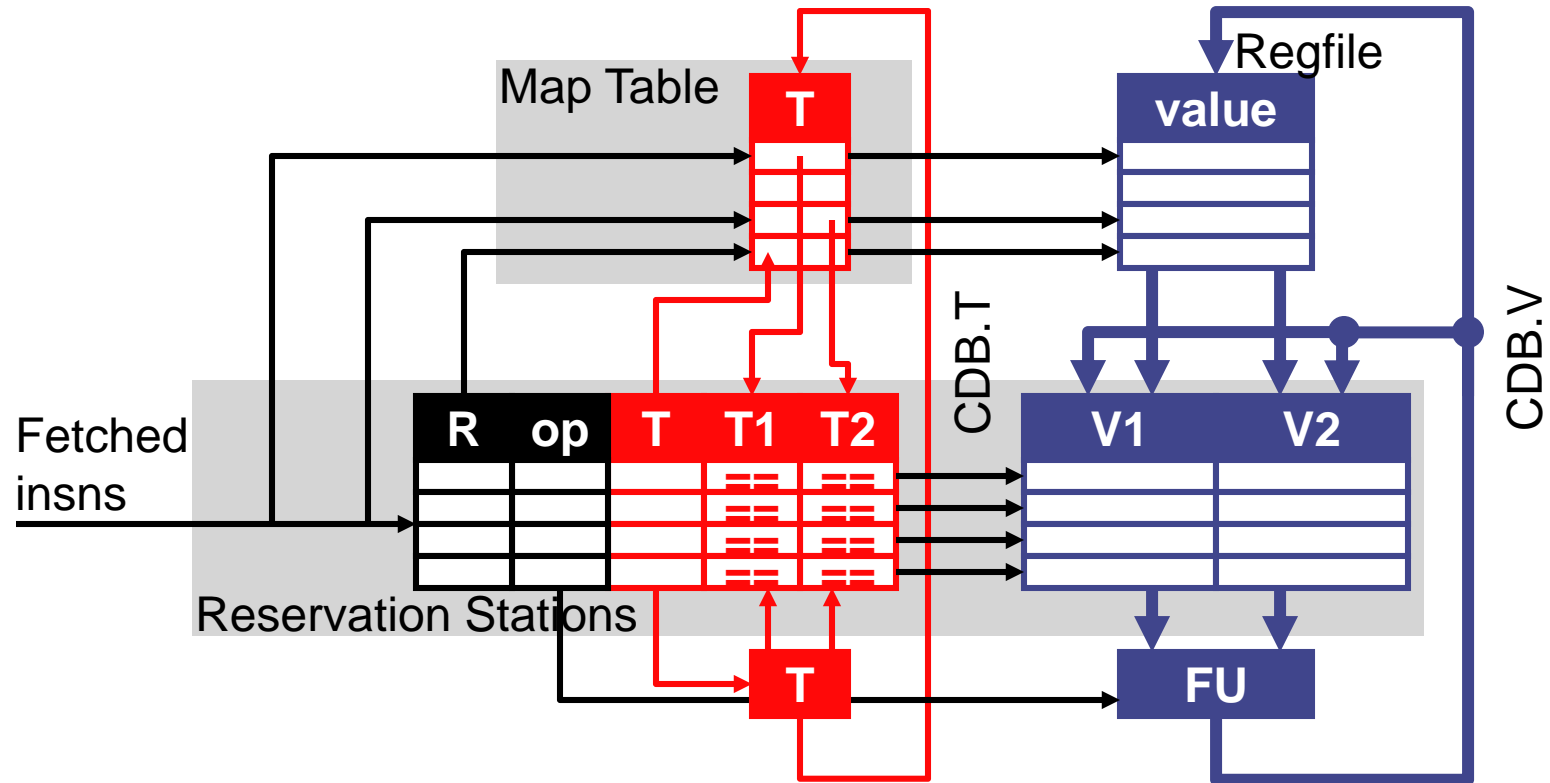 Regfile
Map Table
T
value
CDB.T
CDB.V
Fetched
insns
R op T T1 T2
V1 V2
== ==
== ==
== ==
== ==
Reservation Stations
T
FU